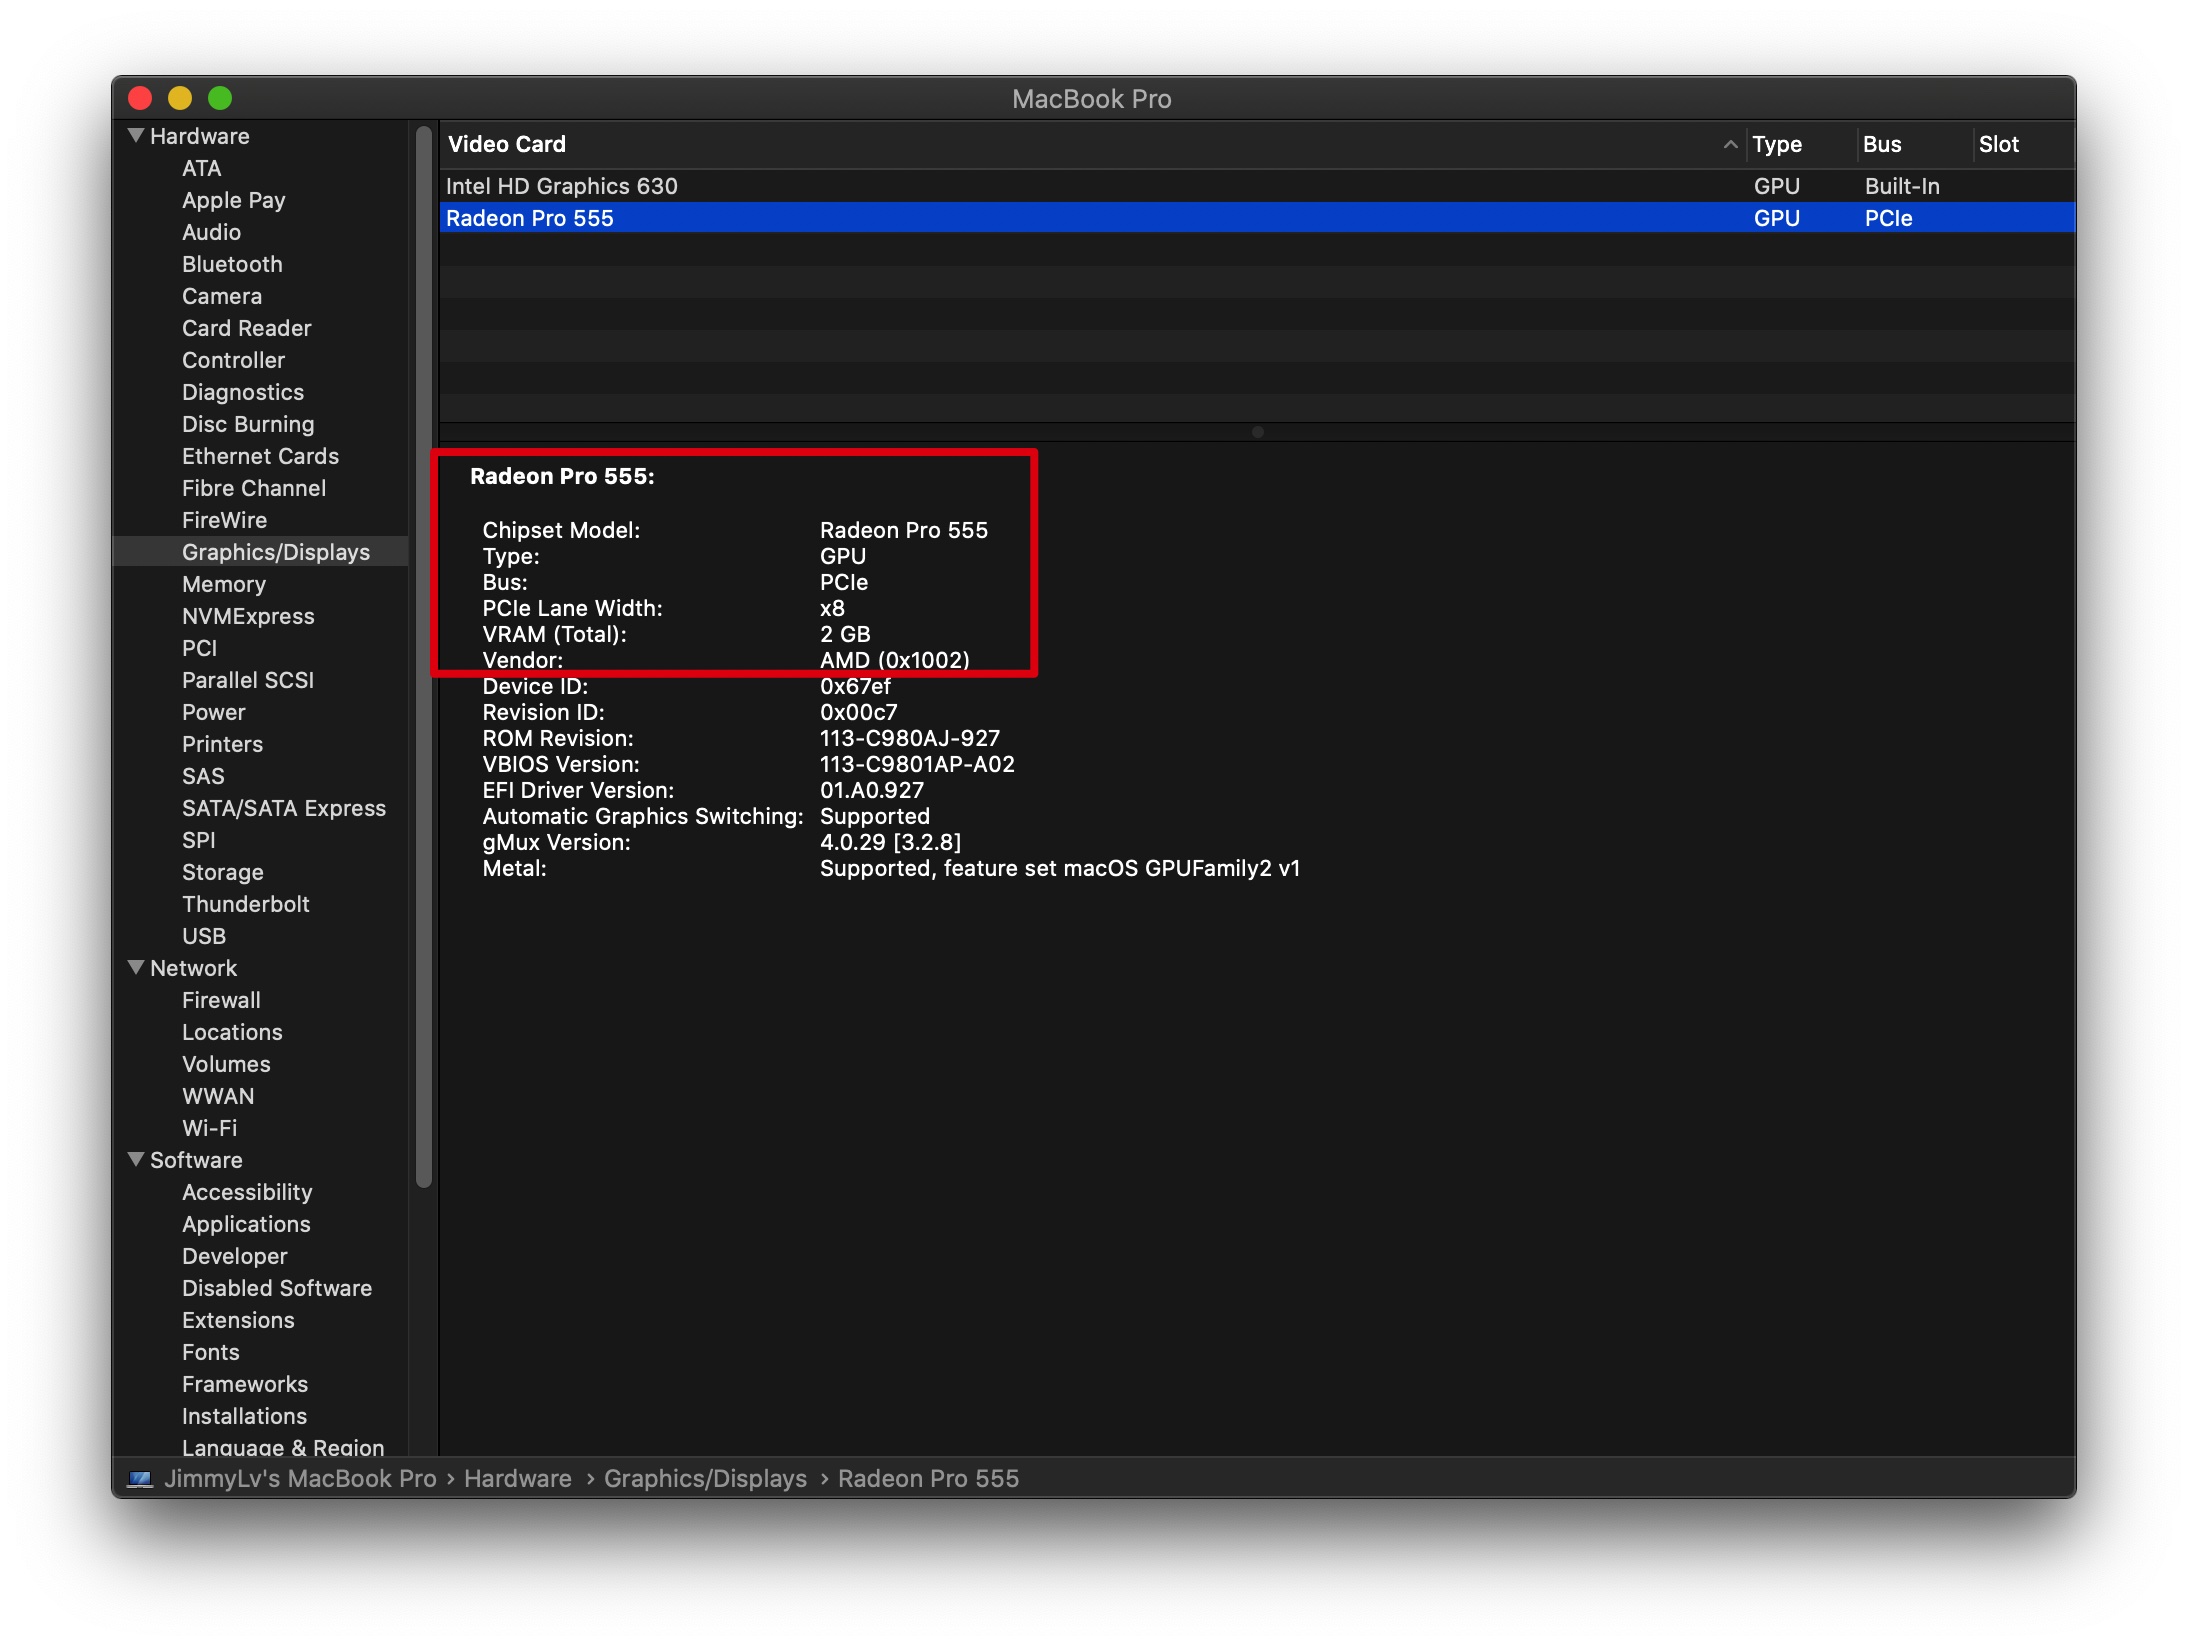 MacBook Pro
Hardware
ATA
Apple Pay
Audio
Bluetooth
Camera
Card Reader
Controller
Diagnostics
Disc Burning
Ethernet Cards
Fibre Channel
FireWire
Graphics/Displays
Memory
NVMExpress
PCI
Parallel SCSI
Power
Printers
SAS
SATA/SATA Express
SPI
Storage
Thunderbolt
USB
Network
Firewall
Locations
Volumes
WWAN
Wi-Fi
Software
Accessibility
Applications
Developer
Disabled Software
Extensions
Fonts
Frameworks
Installations
Language & Region
Video Card Type Bus Slot
Intel HD Graphics 630 GPU Built-In
Radeon Pro 555 GPU PCIe
Radeon Pro 555:
Chipset Model: Radeon Pro 555
Type: GPU
Bus: PCIe
PCIe Lane Width: x8
VRAM (Total): 2 GB
Vendor: AMD (0x1002)
Device ID: 0x67ef
Revision ID: 0x00c7
ROM Revision: 113-C980AJ-927
VBIOS Version: 113-C9801AP-A02
EFI Driver Version: 01.A0.927
Automatic Graphics Switching: Supported
gMux Version: 4.0.29 [3.2.8]
Metal: Supported, feature set macOS GPUFamily2 v1
JimmyLv's MacBook Pro › Hardware › Graphics/Displays › Radeon Pro 555